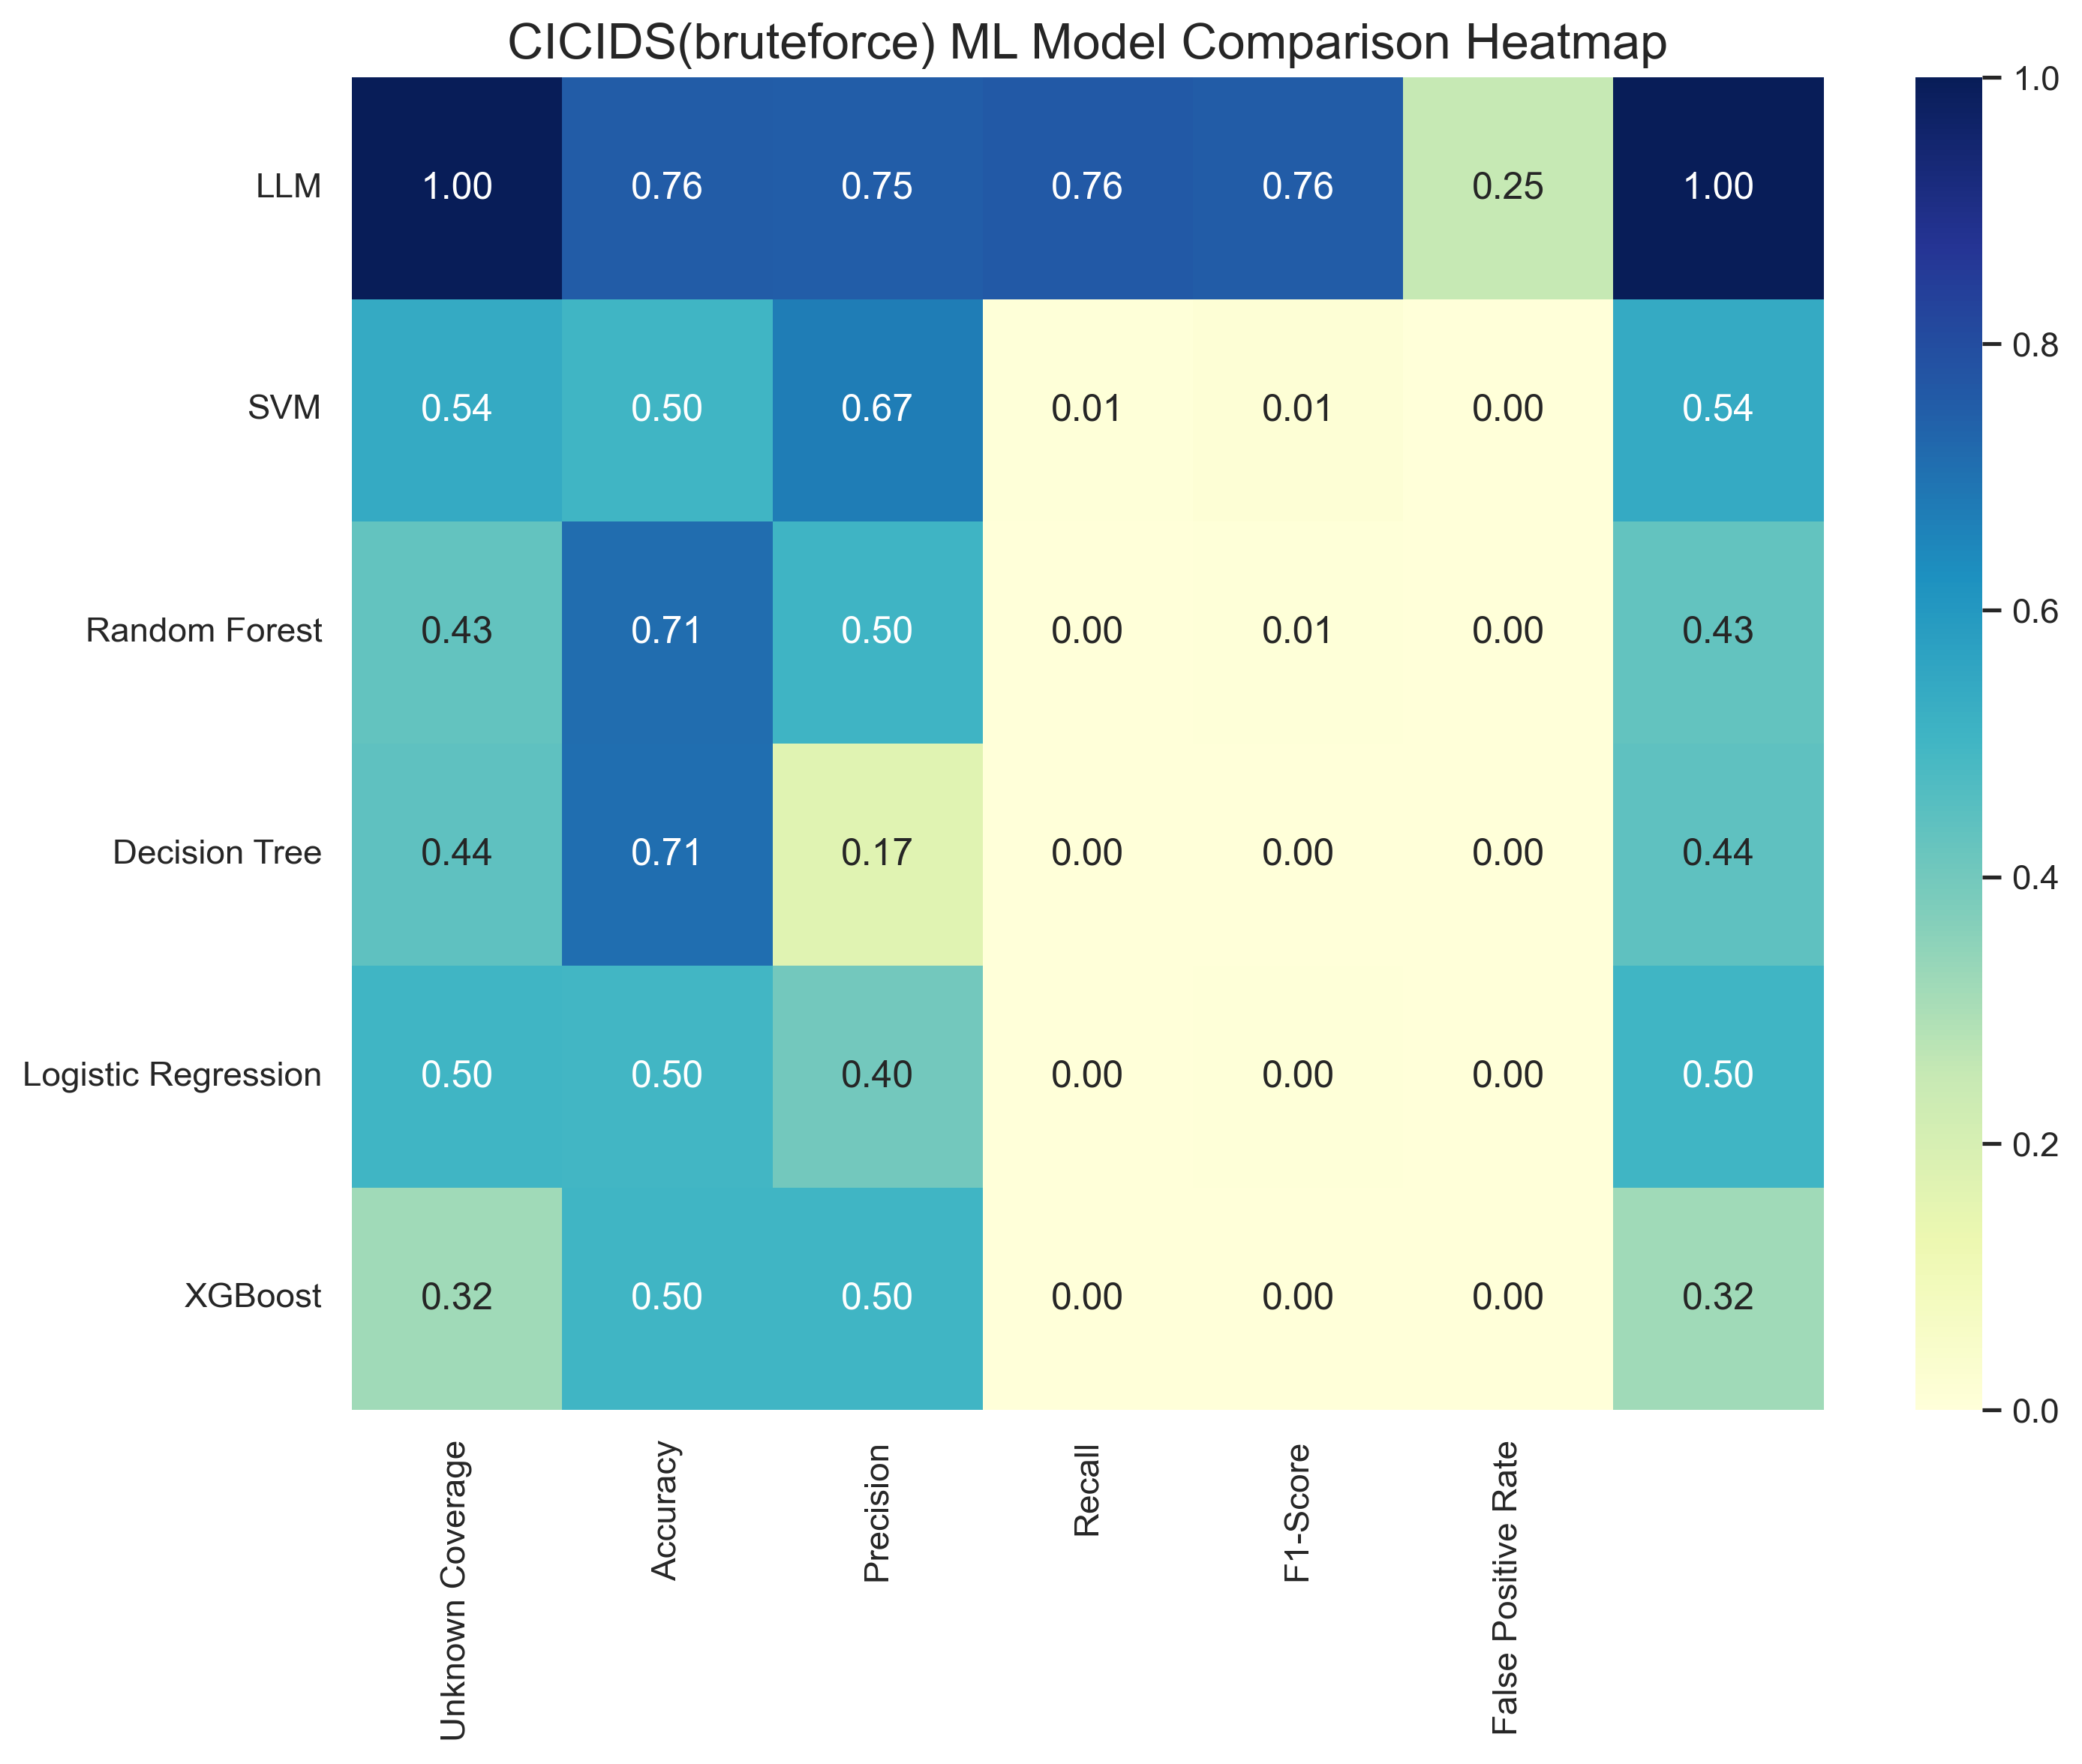 CICIDS(bruteforce) ML Model Comparison Heatmap
LLM 1.00 0.76 0.75 0.76 0.76 0.25 1.00
SVM 0.54 0.50 0.67 0.01 0.01 0.00 0.54
Random Forest 0.43 0.71 0.50 0.00 0.01 0.00 0.43
Decision Tree 0.44 0.71 0.17 0.00 0.00 0.00 0.44
Logistic Regression 0.50 0.50 0.40 0.00 0.00 0.00 0.50
XGBoost 0.32 0.50 0.50 0.00 0.00 0.00 0.32
Unknown Coverage
Accuracy
Precision
Recall
F1-Score
False Positive Rate
1.0
0.8
0.6
0.4
0.2
0.0